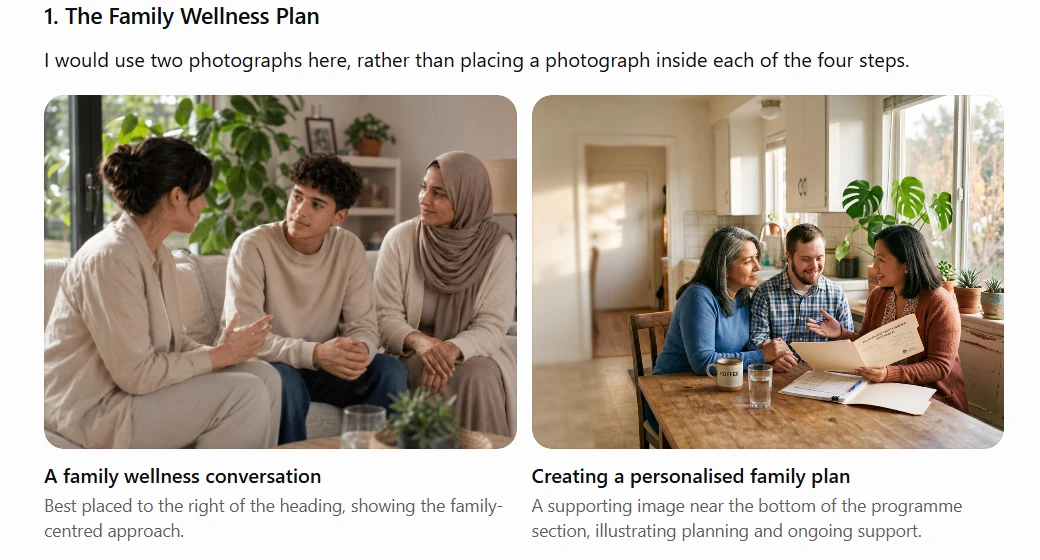 1. The Family Wellness Plan
I would use two photographs here, rather than placing a photograph inside each of the four steps.
COFFEE
A family wellness conversation
Best placed to the right of the heading, showing the family-
centred approach.
Creating a personalised family plan
A supporting image near the bottom of the programme
section, illustrating planning and ongoing support.